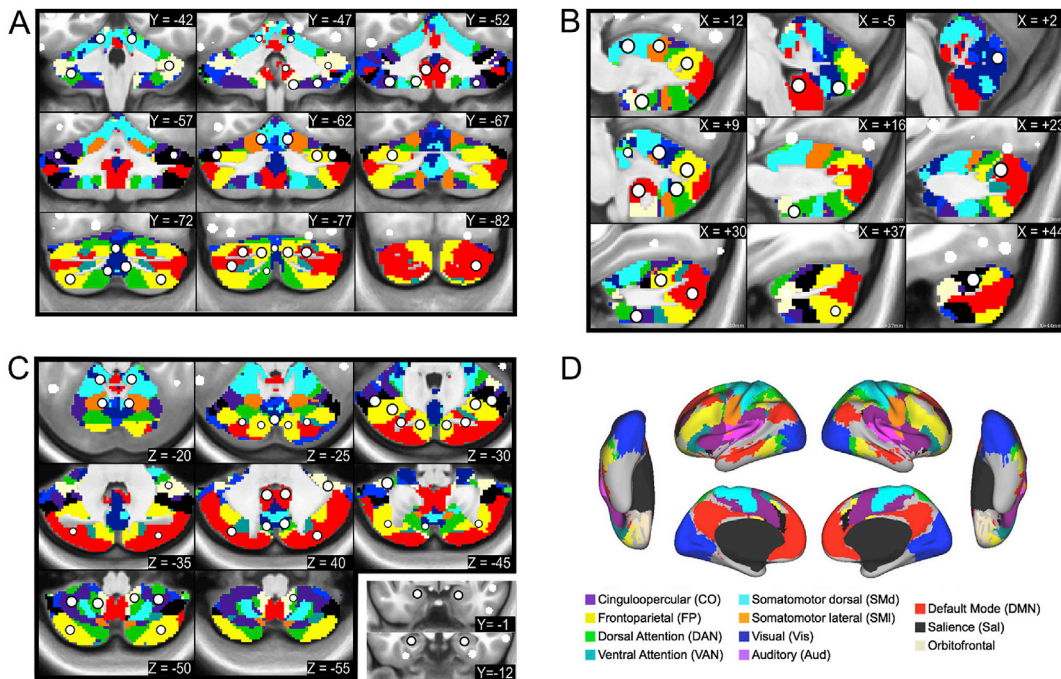 A
Y = -42
Y = -47
Y = -52
Y = -57
Y = -62
Y = -67
Y = -72
Y = -77
Y = -82
B
X = -12
X = -5
X = +2
X = +9
X = +16
X = +23
X = +30
X = +37
X = +44
C
Z = -20
Z = -25
Z = -30
Z = -35
Z = 40
Z = -45
Z = -50
Z = -55
Y = -1
Y = -12
D
Cinguloopercular (CO)
Frontoparietal (FP)
Dorsal Attention (DAN)
Ventral Attention (VAN)
Somatomotor dorsal (SMd)
Somatomotor lateral (SMl)
Visual (Vis)
Auditory (Aud)
Default Mode (DMN)
Salience (Sal)
Orbitofrontal